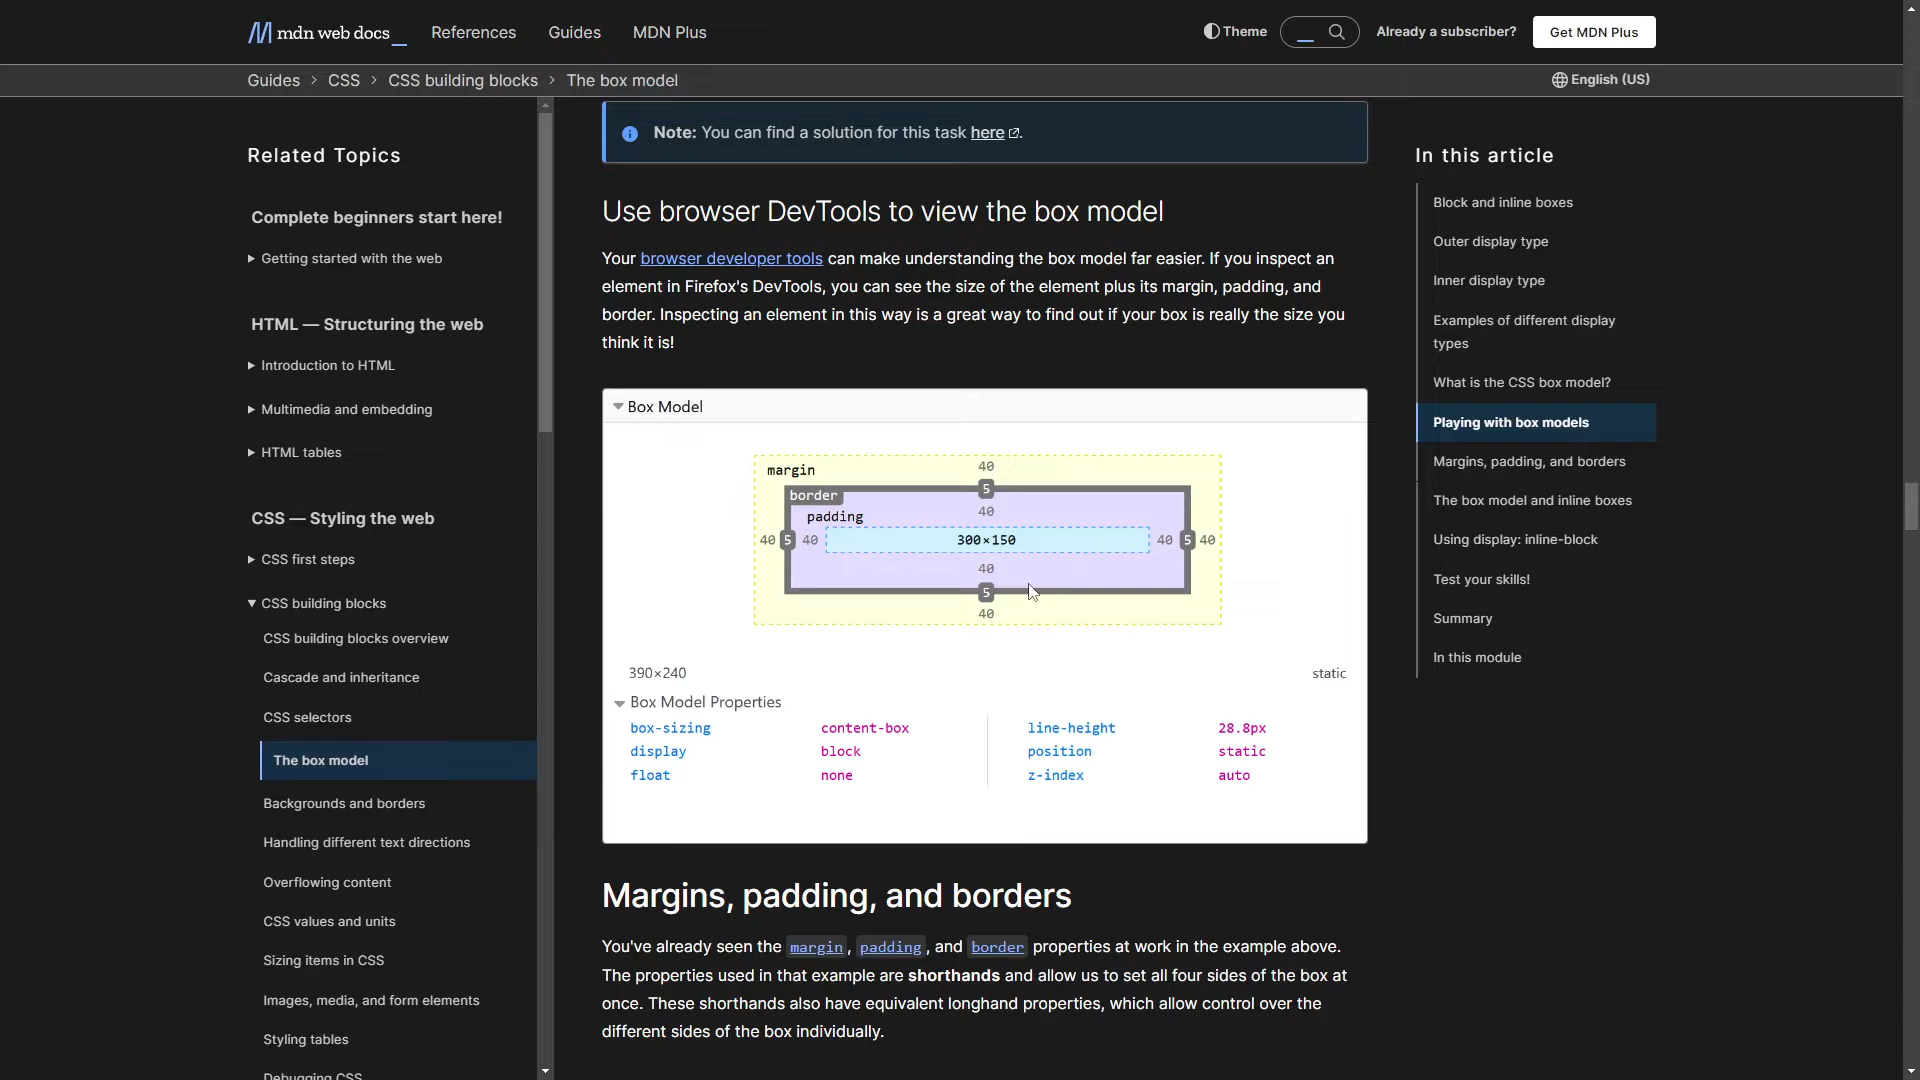 mdn web docs_
References
Guides
MDN Plus
Theme
Already a subscriber?
Get MDN Plus
Guides
CSS
CSS building blocks
The box model
English (US)
Related Topics
Complete beginners start here!
Getting started with the web
HTML — Structuring the web
Introduction to HTML
Multimedia and embedding
HTML tables
CSS — Styling the web
CSS first steps
CSS building blocks
CSS building blocks overview
Cascade and inheritance
CSS selectors
The box model
Backgrounds and borders
Handling different text directions
Overflowing content
CSS values and units
Sizing items in CSS
Images, media, and form elements
Styling tables
Debugging CSS
Note: You can find a solution for this task here.
Use browser DevTools to view the box model
Your browser developer tools can make understanding the box model far easier. If you inspect an
element in Firefox's DevTools, you can see the size of the element plus its margin, padding, and
border. Inspecting an element in this way is a great way to find out if your box is really the size you
think it is!
Box Model
margin
40
border
5
padding
40
40
5
40
300×150
40
5
40
40
5
40
390×240
static
Box Model Properties
box-sizing
content-box
line-height
28.8px
display
block
position
static
float
none
z-index
auto
Margins, padding, and borders
You've already seen the margin, padding, and border properties at work in the example above.
The properties used in that example are shorthands and allow us to set all four sides of the box at
once. These shorthands also have equivalent longhand properties, which allow control over the
different sides of the box individually.
In this article
Block and inline boxes
Outer display type
Inner display type
Examples of different display
types
What is the CSS box model?
Playing with box models
Margins, padding, and borders
The box model and inline boxes
Using display: inline-block
Test your skills!
Summary
In this module